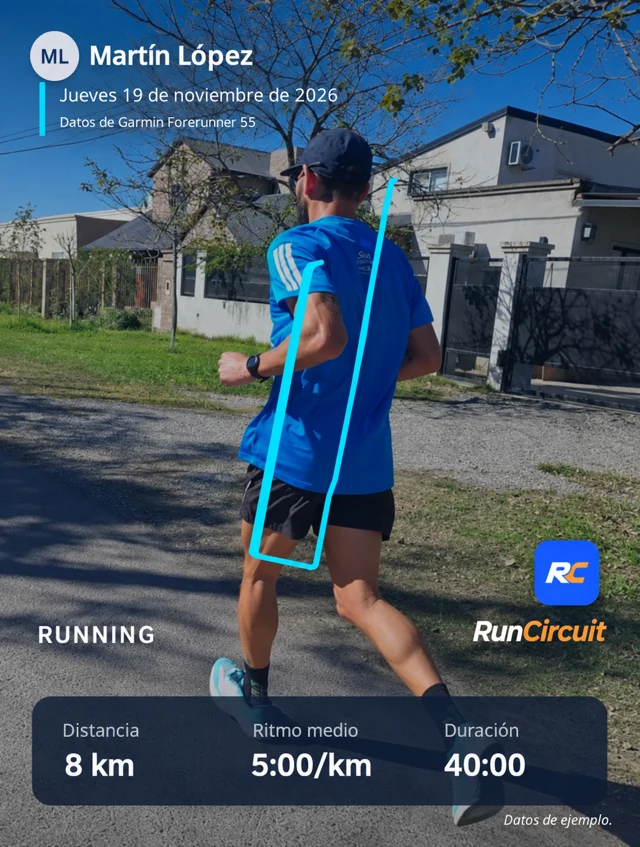 ML Martín López
Jueves 19 de noviembre de 2026
Datos de Garmin Forerunner 55
RC
RunCircuit
RUNNING
Distancia
8 km
Ritmo medio
5:00/km
Duración
40:00
Datos de ejemplo.